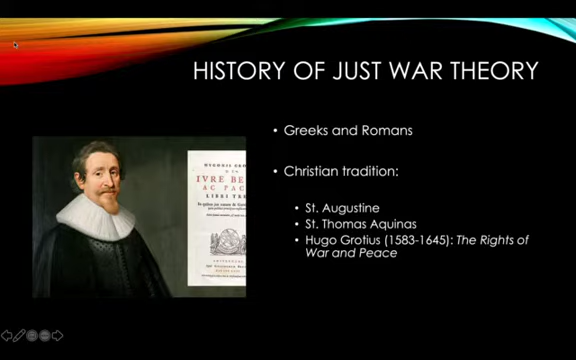 HISTORY OF JUST WAR THEORY
• Greeks and Romans
• Christian tradition:
• St. Augustine
• St. Thomas Aquinas
• Hugo Grotius (1583-1645): The Rights of
War and Peace
IVRE BE
AC PAC
LIBRI TRE